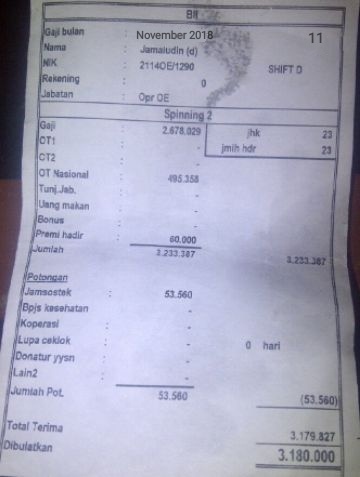 BII
Gaji bulan : November 2018 11
Nama : Jamaludin (d)
NIK : 2114OE/1290 SHIFT D
Rekening : 0
Jabatan : Opr OE
Spinning 2
Gaji : 2.678.029 jhk 23
OT1 : - jmlh hdr 23
OT2 : -
OT Nasional : 495.358
Tunj.Jab. : -
Uang makan : -
Bonus -
Premi hadir : 60.000
Jumlah 3.233.387 3.233.387
Potongan
Jamsostek : 53.560
Bpjs kesehatan -
Koperasi : -
Lupa ceklok : - 0 hari
Donatur yysn : -
Lain2 : -
Jumlah Pot. 53.560 (53.560)
Total Terima 3.179.827
Dibulatkan 3.180.000